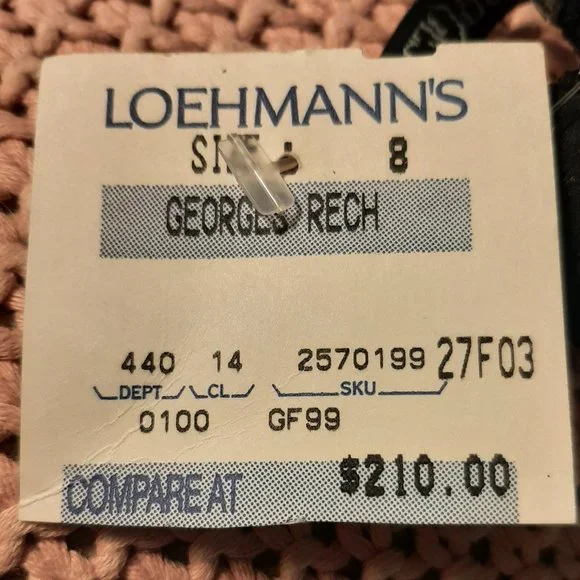 LOEHMANN'S
SIZE : 8
GEORGES RECH
440 14 2570199 27F03
DEPT CL SKU
0100 GF99
COMPARE AT $210.00